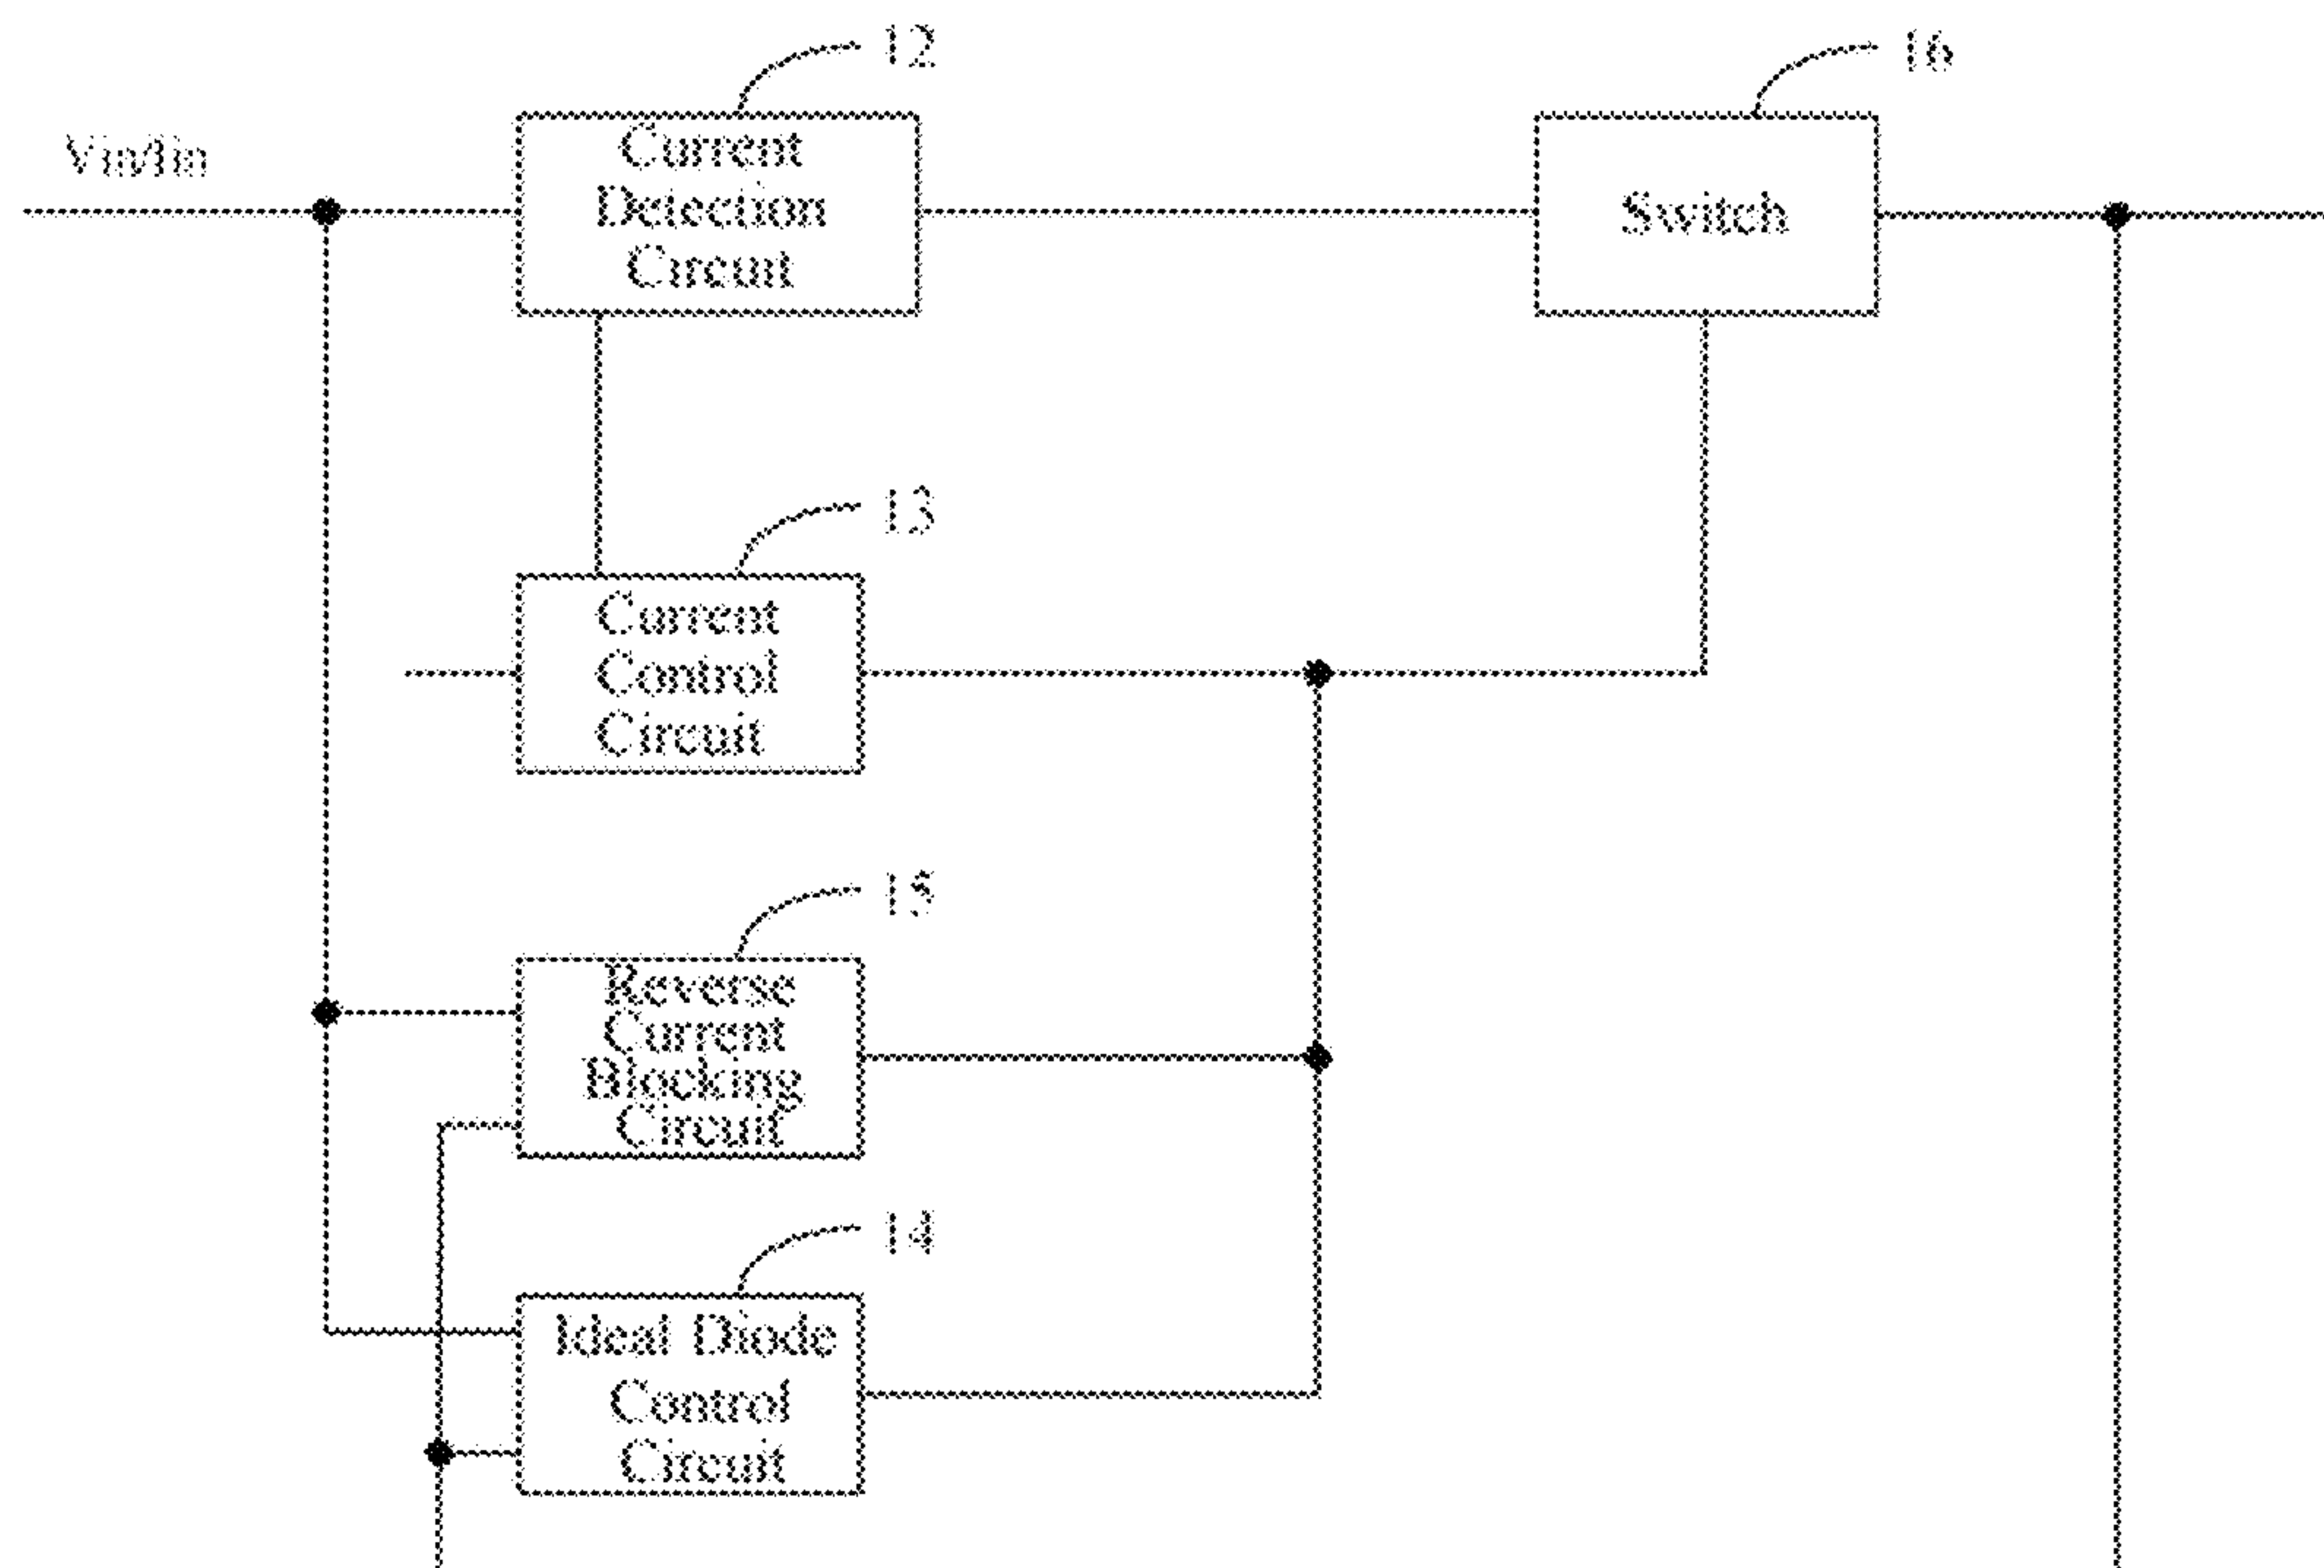 12
16
Vin/Iin
Current
Detection
Circuit
Switch
13
Current
Control
Circuit
15
Reverse
Current
Blocking
Circuit
14
Ideal Diode
Control
Circuit